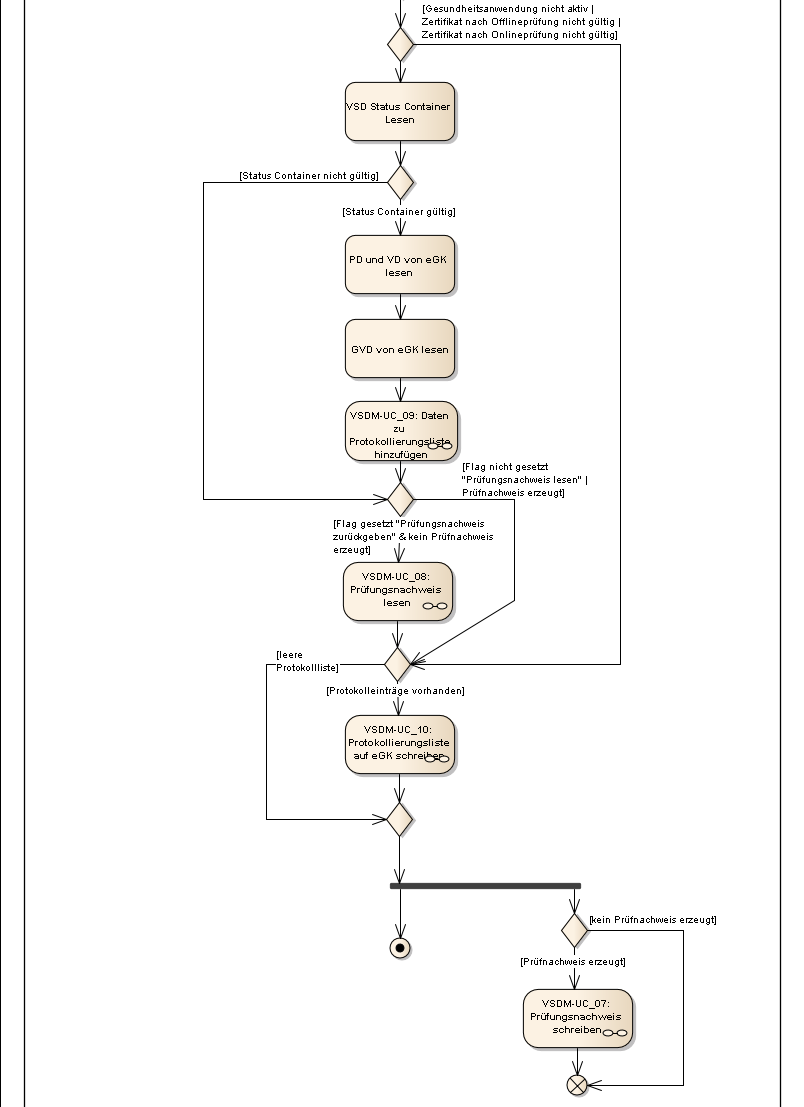 [Gesundheitsanwendung nicht aktiv |
Zertifikat nach Offlineprüfung nicht gültig |
Zertifikat nach Onlineprüfung nicht gültig]
VSD Status Container
Lesen
[Status Container nicht gültig]
[Status Container gültig]
PD und VD von eGK
lesen
GVD von eGK lesen
VSDM-UC_09: Daten
zu
Protokollierungsliste
hinzufügen
[Flag nicht gesetzt
"Prüfungsnachweis lesen" |
Prüfnachweis erzeugt]
[Flag gesetzt "Prüfungsnachweis
zurückgeben" & kein Prüfnachweis
erzeugt]
VSDM-UC_08:
Prüfungsnachweis
lesen
[leere
Protokollliste]
[Protokolleinträge vorhanden]
VSDM-UC_10:
Protokollierungsliste
auf eGK schreiben
[kein Prüfnachweis erzeugt]
[Prüfnachweis erzeugt]
VSDM-UC_07:
Prüfungsnachweis
schreiben